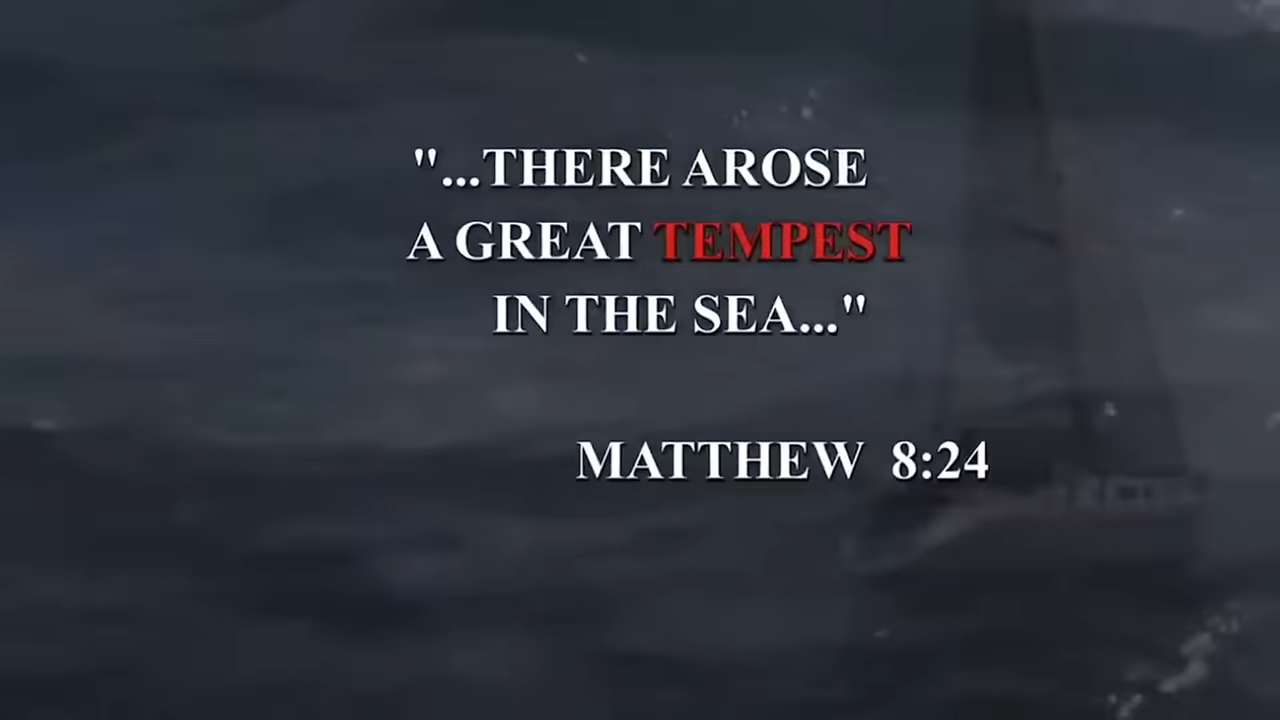 "...THERE AROSE
A GREAT TEMPEST
IN THE SEA..."
MATTHEW 8:24